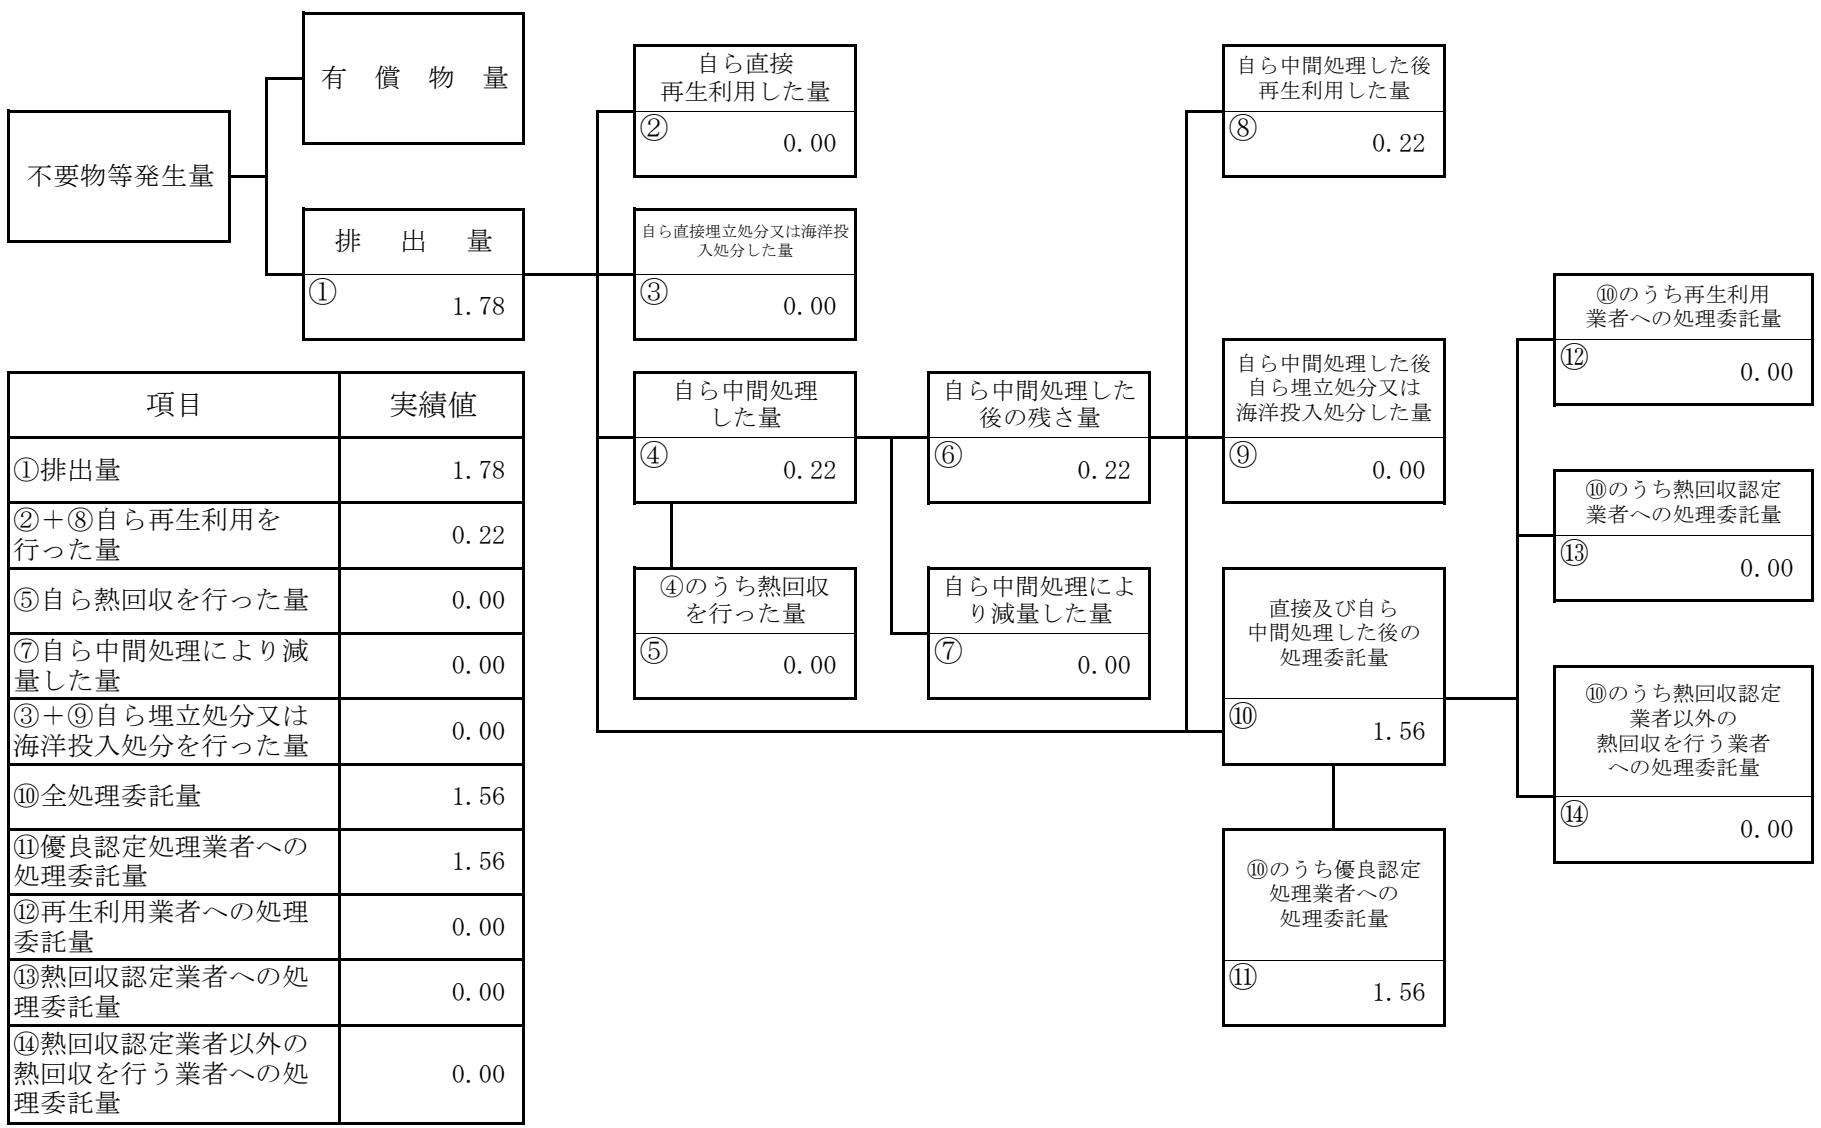 有償物量
不要物等発生量
排出量
①
1.78
自ら直接
再生利用した量
②
0.00
自ら直接埋立処分又は海洋投
入処分した量
③
0.00
自ら中間処理
した量
④
0.22
④のうち熱回収
を行った量
⑤
0.00
自ら中間処理した
後の残さ量
⑥
0.22
自ら中間処理によ
り減量した量
⑦
0.00
自ら中間処理した後
再生利用した量
⑧
0.22
自ら中間処理した後
自ら埋立処分又は
海洋投入処分した量
⑨
0.00
直接及び自ら
中間処理した後の
処理委託量
⑩
1.56
⑩のうち優良認定
処理業者への
処理委託量
⑪
1.56
⑩のうち再生利用
業者への処理委託量
⑫
0.00
⑩のうち熱回収認定
業者への処理委託量
⑬
0.00
⑩のうち熱回収認定
業者以外の
熱回収を行う業者
への処理委託量
⑭
0.00
項目 実績値
①排出量 1.78
②＋⑧自ら再生利用を
行った量 0.22
⑤自ら熱回収を行った量 0.00
⑦自ら中間処理により減
量した量 0.00
③＋⑨自ら埋立処分又は
海洋投入処分を行った量 0.00
⑩全処理委託量 1.56
⑪優良認定処理業者への
処理委託量 1.56
⑫再生利用業者への処理
委託量 0.00
⑬熱回収認定業者への処
理委託量 0.00
⑭熱回収認定業者以外の
熱回収を行う業者への処
理委託量 0.00